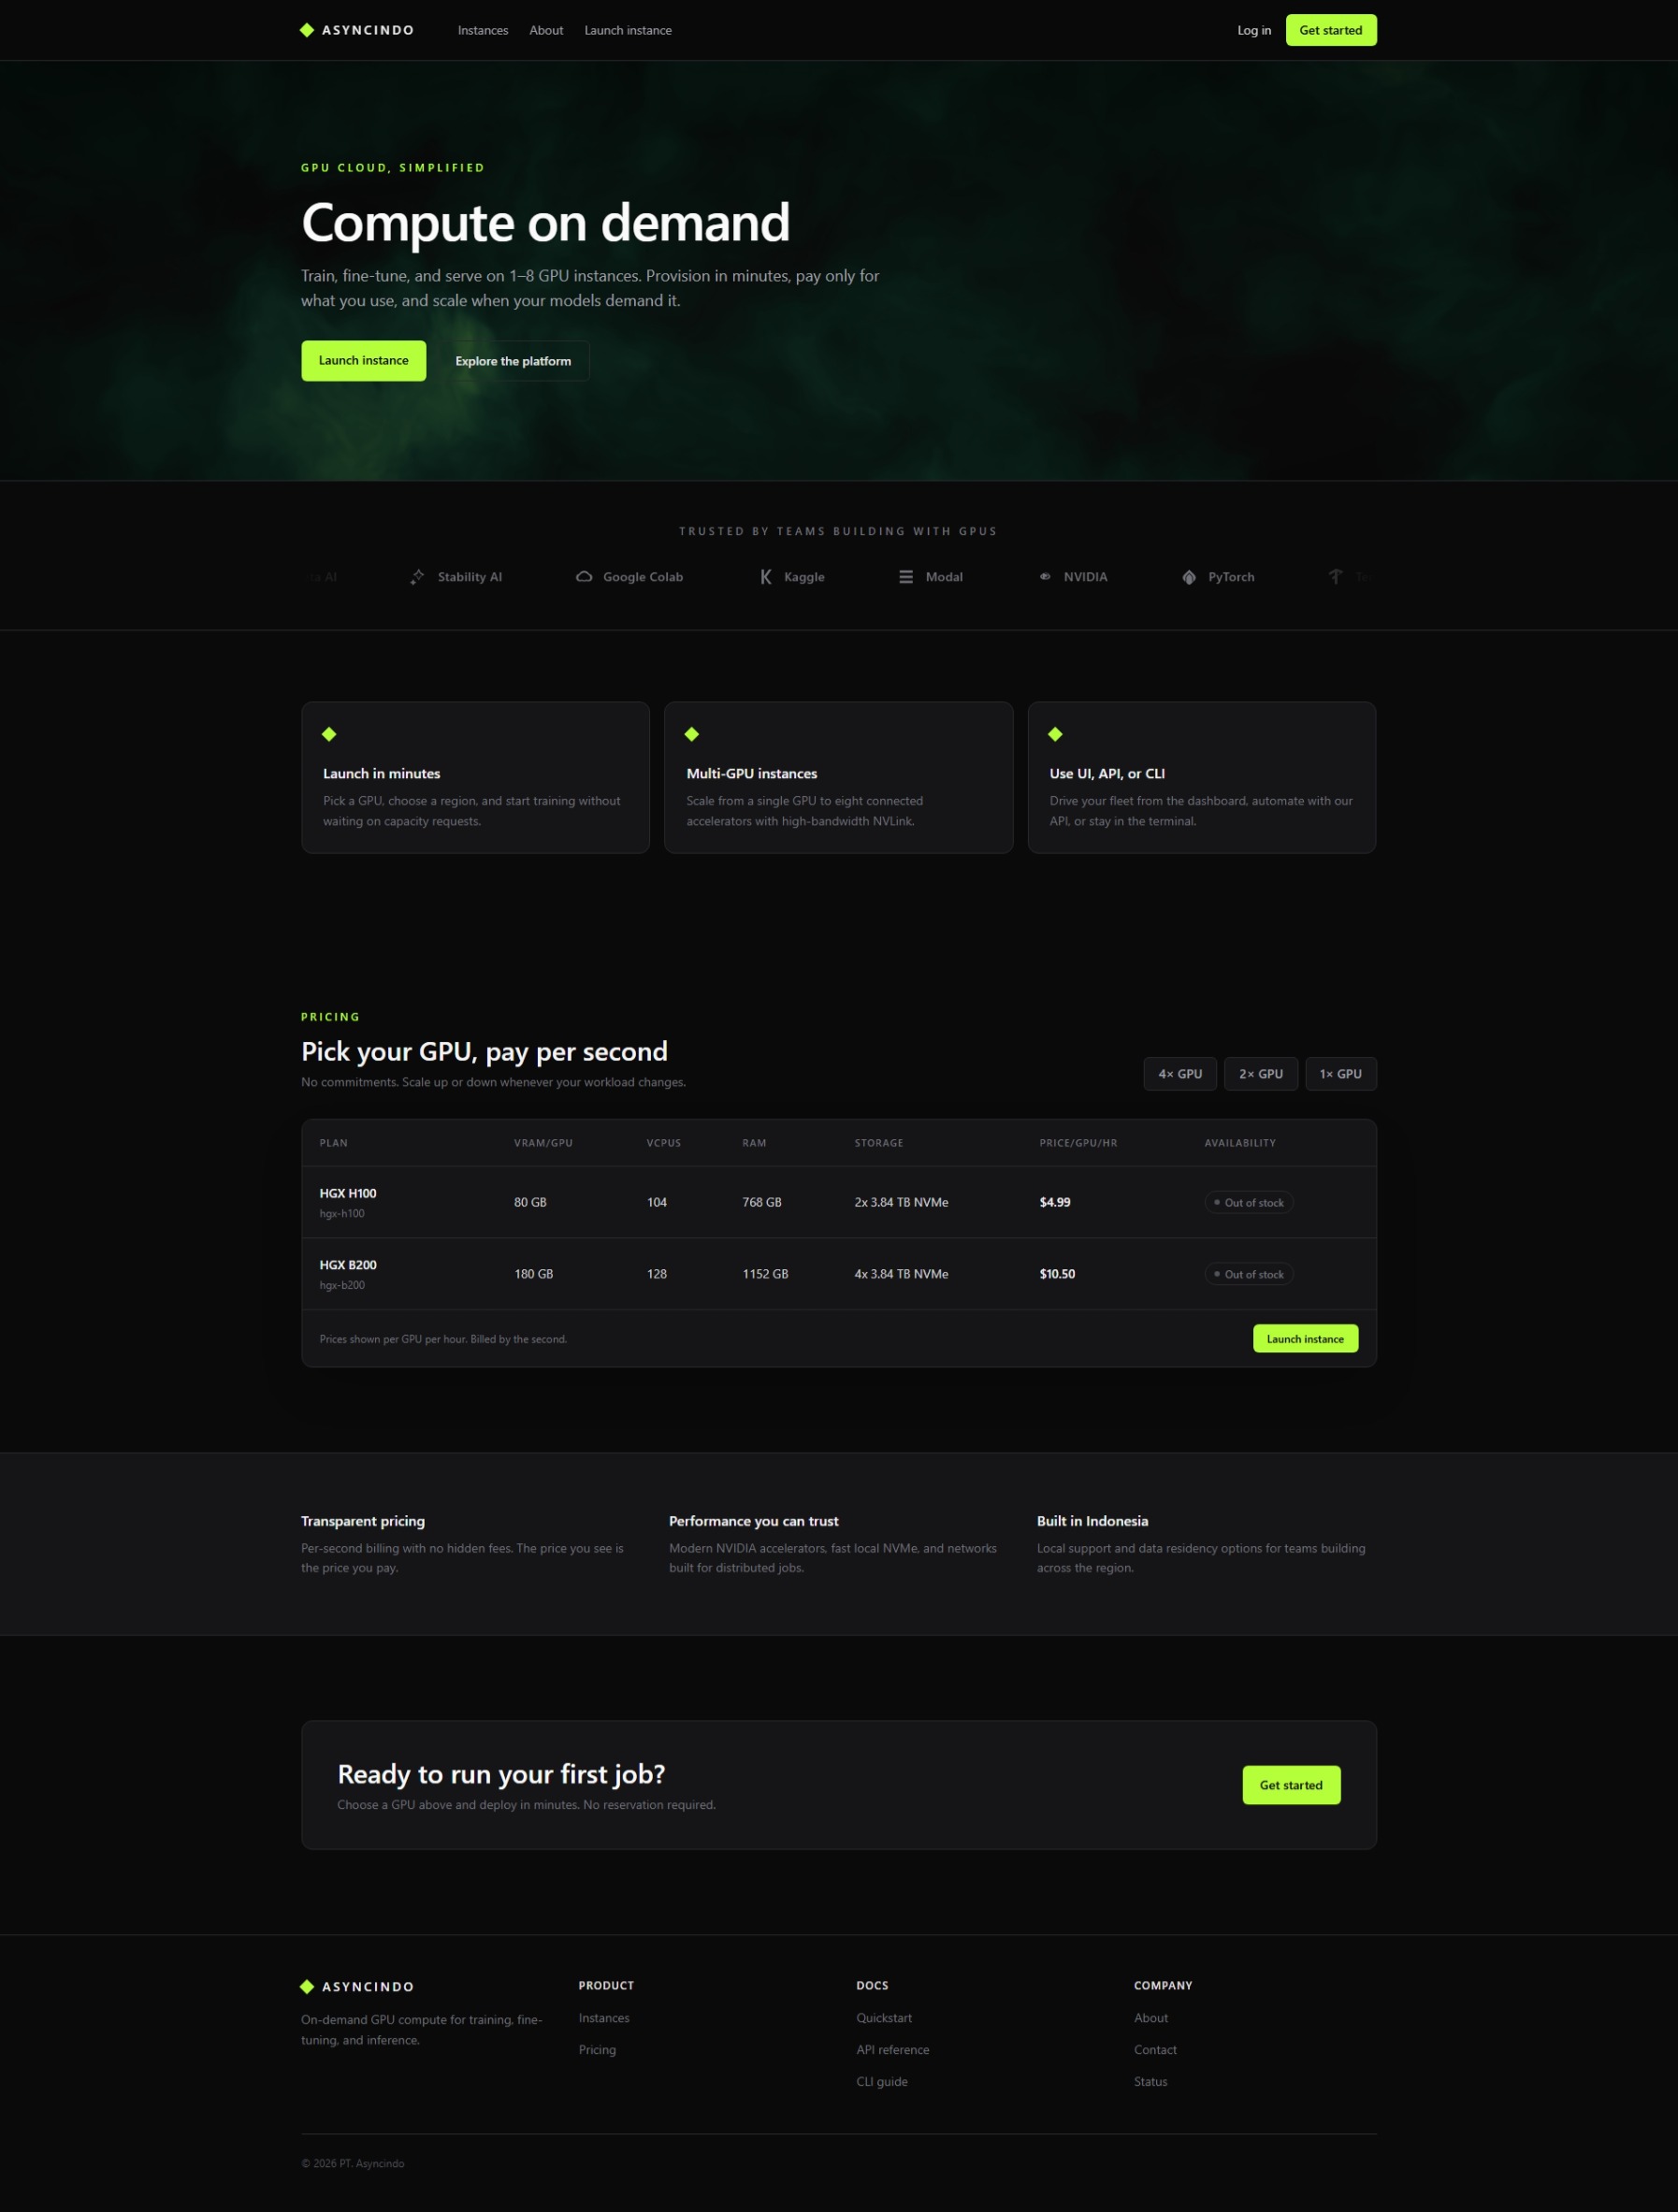 ASYNCINDO
Instances
About
Launch instance
Log in
Get started
GPU CLOUD, SIMPLIFIED
Compute on demand
Train, fine-tune, and serve on 1–8 GPU instances. Provision in minutes, pay only for
what you use, and scale when your models demand it.
Launch instance
Explore the platform
TRUSTED BY TEAMS BUILDING WITH GPUS
ta AI
Stability AI
Google Colab
Kaggle
Modal
NVIDIA
PyTorch
Launch in minutes
Pick a GPU, choose a region, and start training without
waiting on capacity requests.
Multi-GPU instances
Scale from a single GPU to eight connected
accelerators with high-bandwidth NVLink.
Use UI, API, or CLI
Drive your fleet from the dashboard, automate with our
API, or stay in the terminal.
PRICING
Pick your GPU, pay per second
No commitments. Scale up or down whenever your workload changes.
4× GPU
2× GPU
1× GPU
PLAN VRAM/GPU VCPUS RAM STORAGE PRICE/GPU/HR AVAILABILITY
HGX H100
hgx-h100
80 GB 104 768 GB 2x 3.84 TB NVMe $4.99 Out of stock
HGX B200
hgx-b200
180 GB 128 1152 GB 4x 3.84 TB NVMe $10.50 Out of stock
Prices shown per GPU per hour. Billed by the second.
Launch instance
Transparent pricing
Per-second billing with no hidden fees. The price you see is
the price you pay.
Performance you can trust
Modern NVIDIA accelerators, fast local NVMe, and networks
built for distributed jobs.
Built in Indonesia
Local support and data residency options for teams building
across the region.
Ready to run your first job?
Choose a GPU above and deploy in minutes. No reservation required.
Get started
ASYNCINDO
On-demand GPU compute for training, fine-
tuning, and inference.
PRODUCT
Instances
Pricing
DOCS
Quickstart
API reference
CLI guide
COMPANY
About
Contact
Status
© 2026 PT. Asyncindo